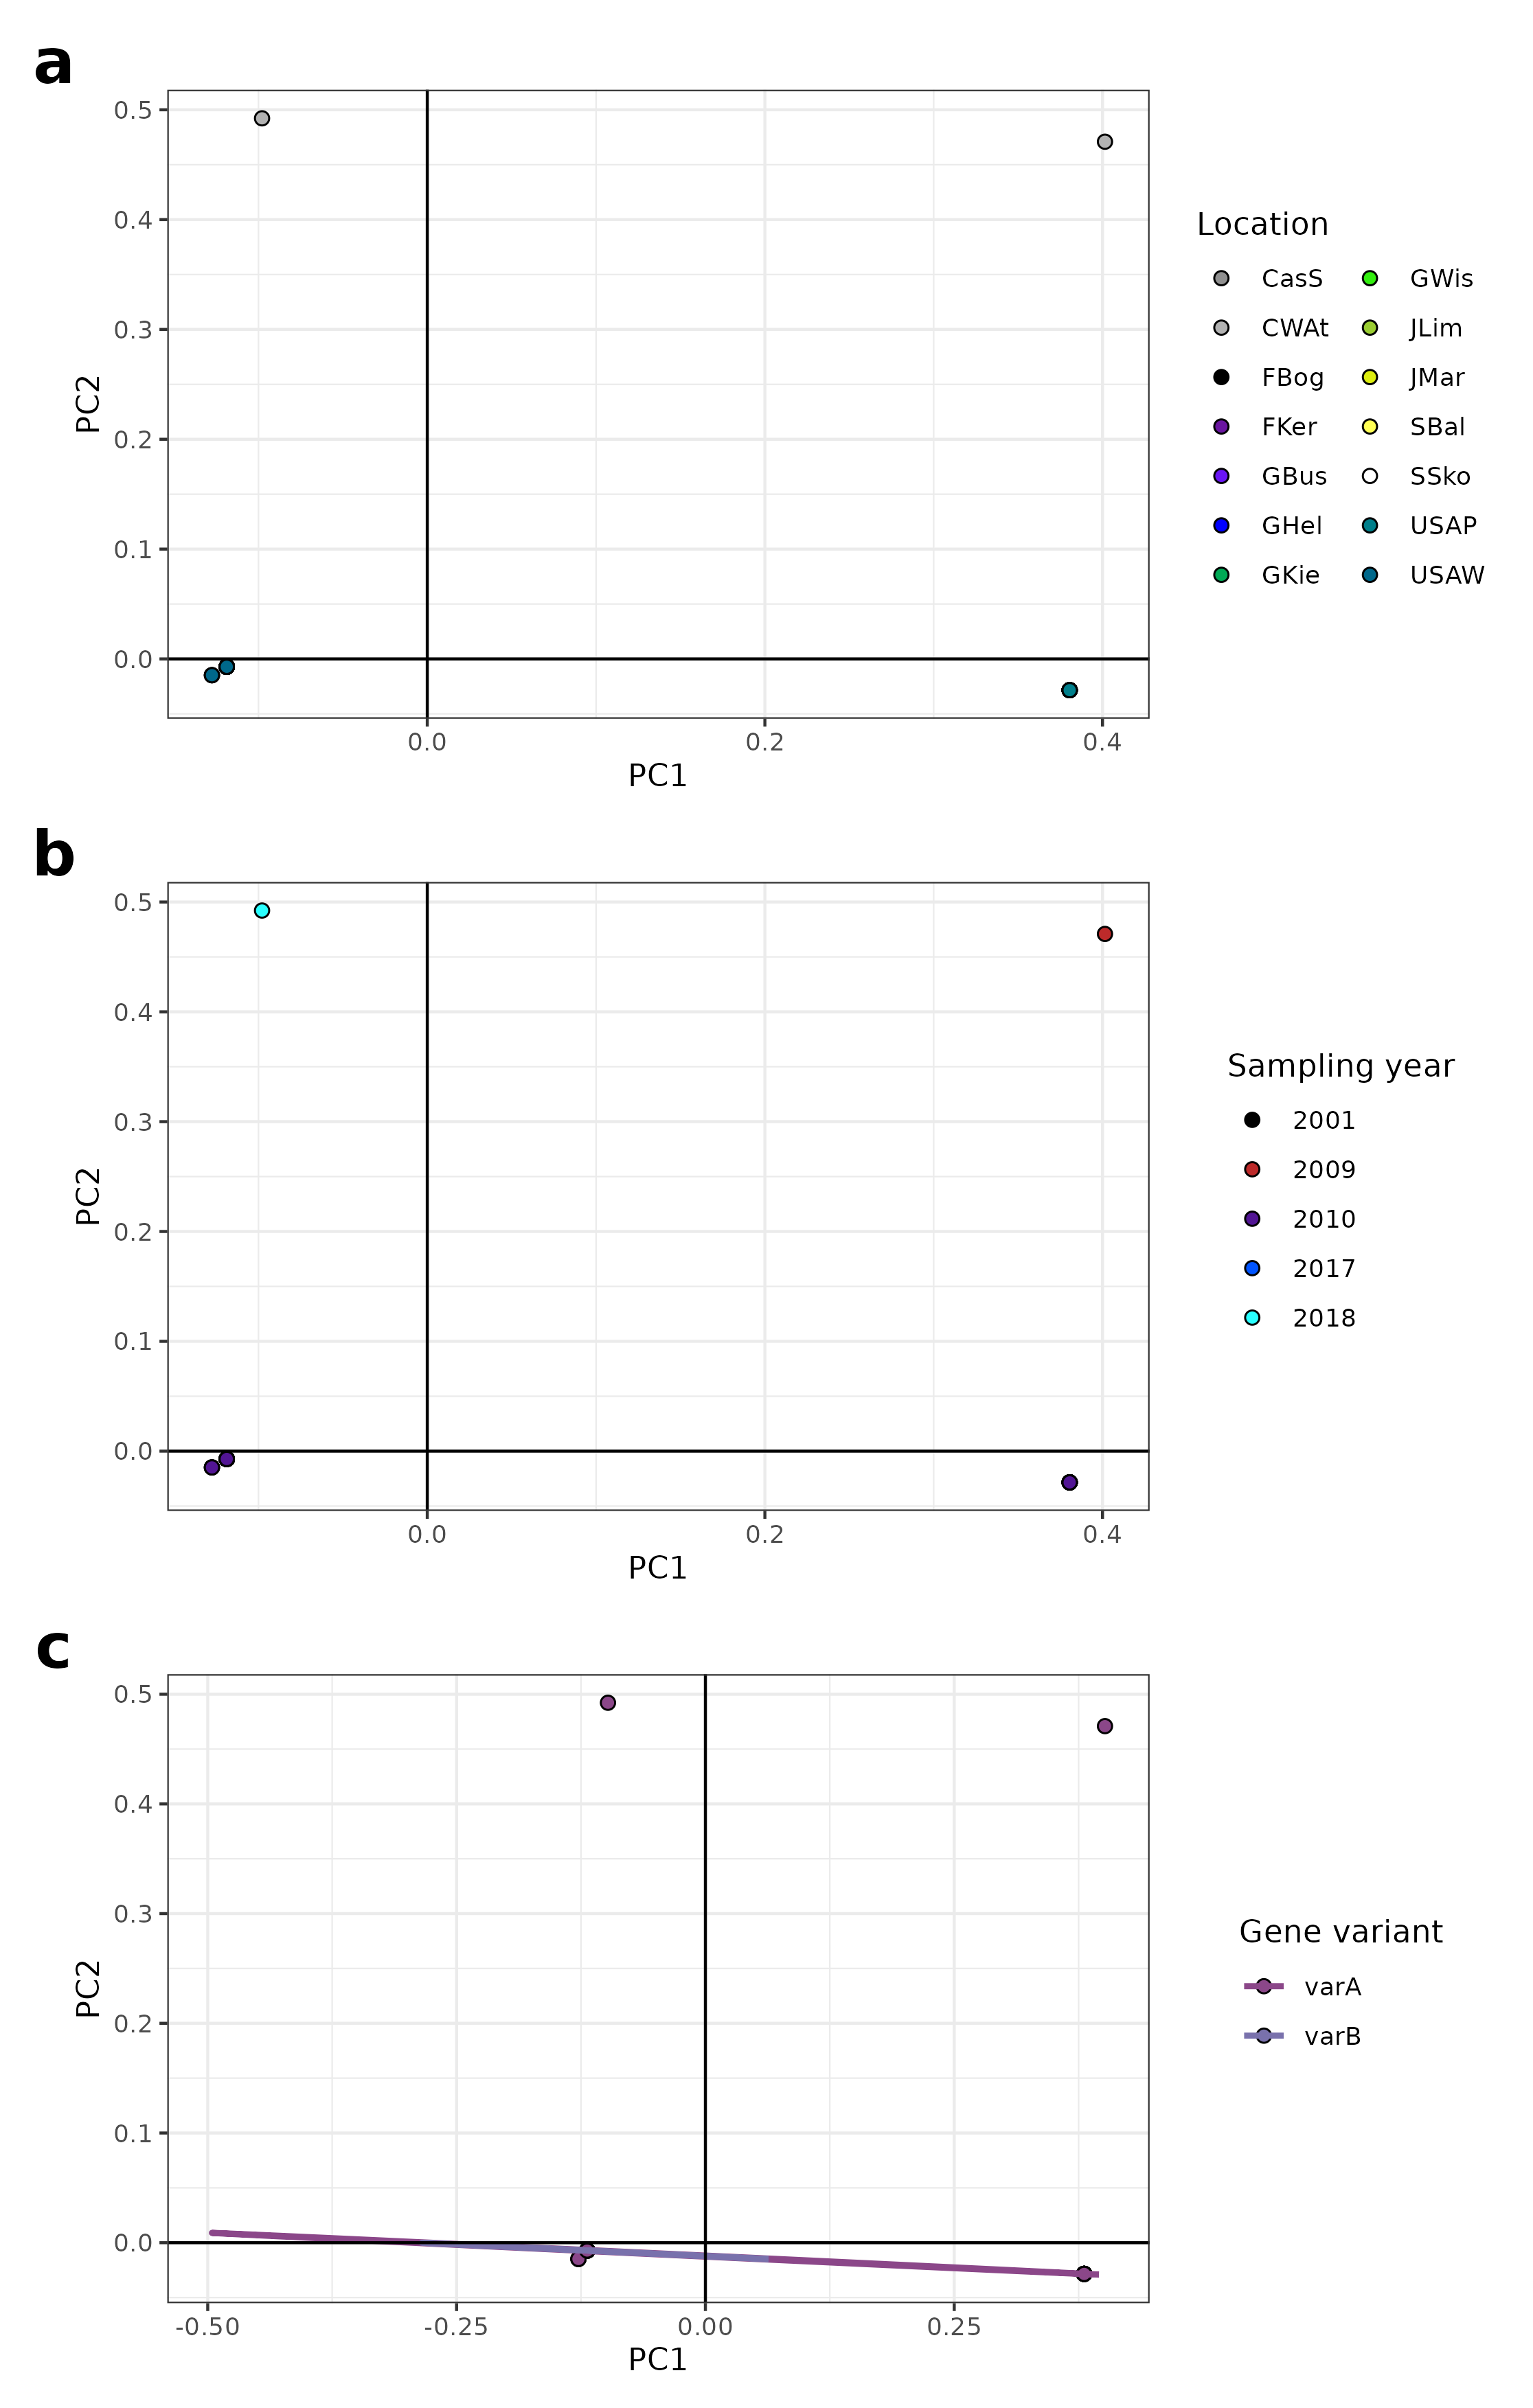 a
0.5
0.4
0.3
0.2
0.1
0.0
PC2
0.0 0.2 0.4
PC1
Location
CasS GWis
CWAt JLim
FBog JMar
FKer SBal
GBus SSko
GHel USAP
GKie USAW
b
0.5
0.4
0.3
0.2
0.1
0.0
PC2
0.0 0.2 0.4
PC1
Sampling year
2001
2009
2010
2017
2018
c
0.5
0.4
0.3
0.2
0.1
0.0
PC2
-0.50 -0.25 0.00 0.25
PC1
Gene variant
varA
varB